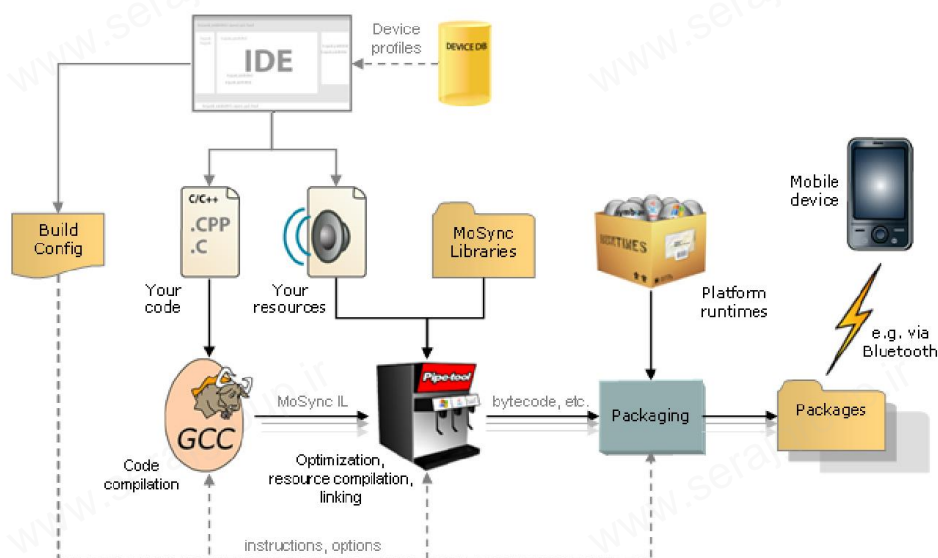 Device
profiles
DEVICE DB
IDE
C/C++
.CPP
.C
Build
Config
MoSync
Libraries
Mobile
device
Your
code
Your
resources
Platform
runtimes
e.g. via
Bluetooth
Pipe-tool
GCC
MoSync IL
bytecode, etc.
Packaging
Packages
Code
compilation
Optimization,
resource compilation,
linking
instructions, options